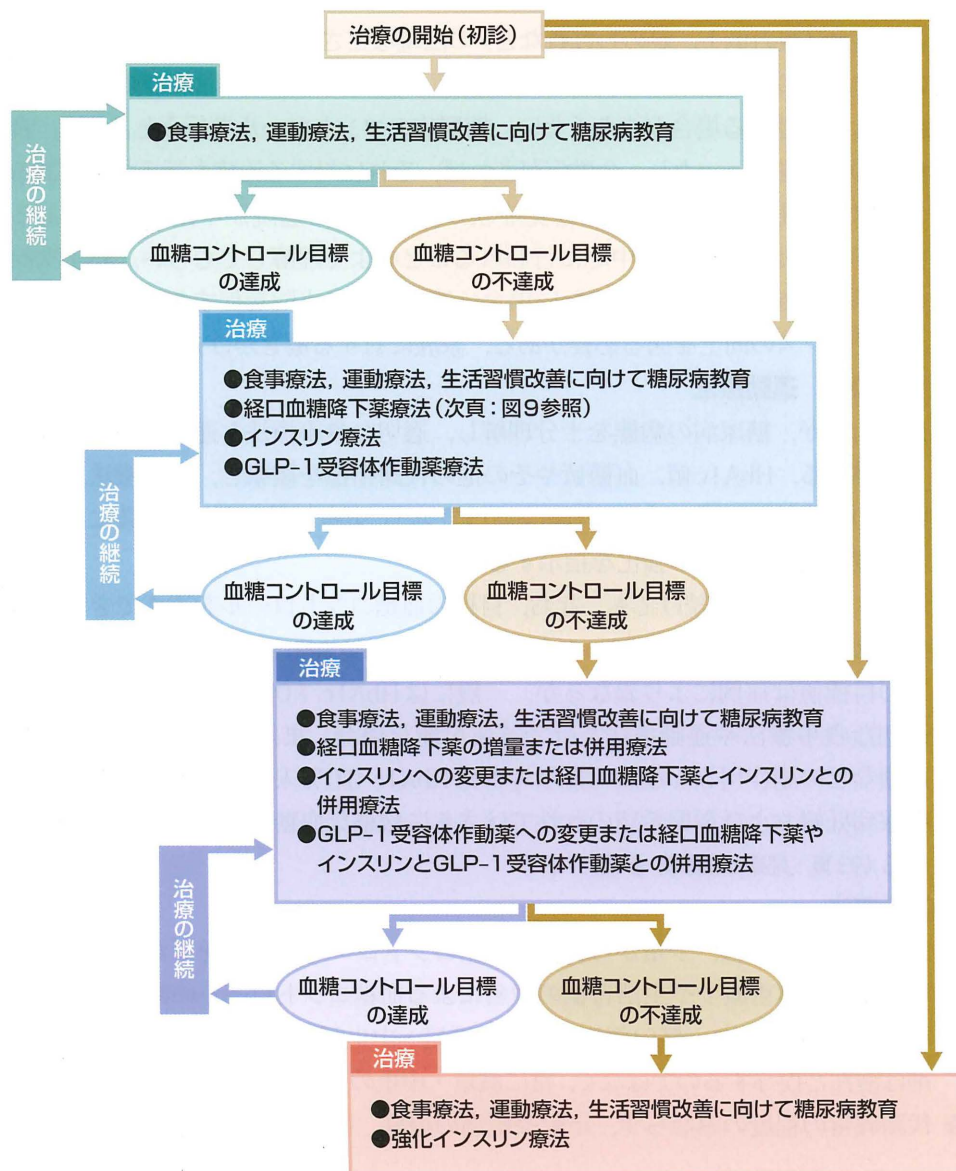 治療の開始(初診)
治療
●食事療法,運動療法,生活習慣改善に向けて糖尿病教育
治療の継続
血糖コントロール目標
の達成
血糖コントロール目標
の不達成
治療
●食事療法,運動療法,生活習慣改善に向けて糖尿病教育
●経口血糖降下薬療法(次頁:図9参照)
●インスリン療法
●GLP-1受容体作動薬療法
治療の継続
血糖コントロール目標
の達成
血糖コントロール目標
の不達成
治療
●食事療法,運動療法,生活習慣改善に向けて糖尿病教育
●経口血糖降下薬の増量または併用療法
●インスリンへの変更または経口血糖降下薬とインスリンとの
併用療法
●GLP-1受容体作動薬への変更または経口血糖降下薬や
インスリンとGLP-1受容体作動薬との併用療法
治療の継続
血糖コントロール目標
の達成
血糖コントロール目標
の不達成
治療
●食事療法,運動療法,生活習慣改善に向けて糖尿病教育
●強化インスリン療法